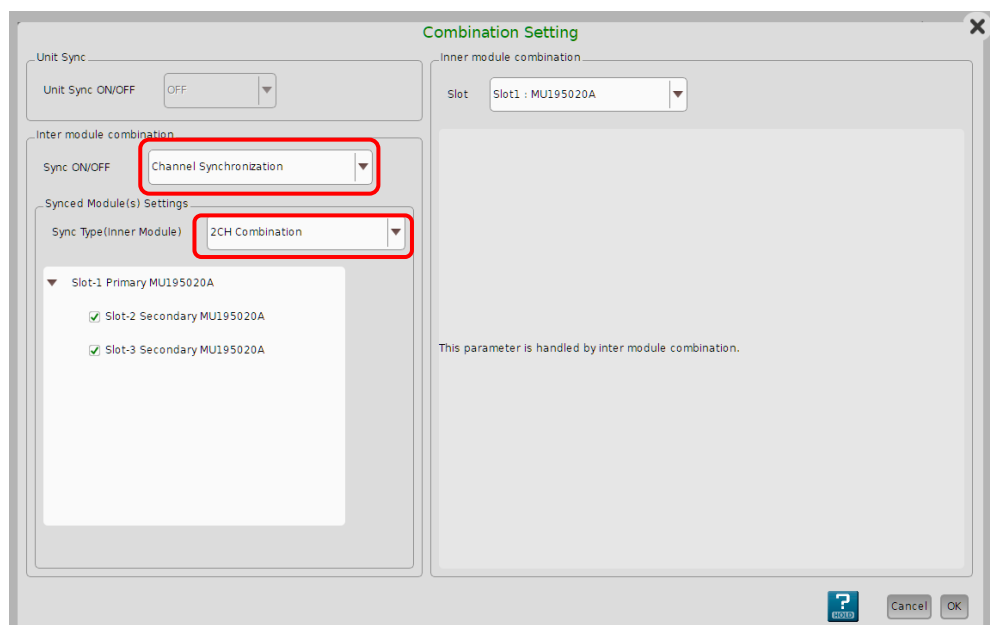 Combination Setting
Unit Sync
Unit Sync ON/OFF OFF
Inter module combination
Sync ON/OFF Channel Synchronization
Synced Module(s) Settings
Sync Type(Inner Module) 2CH Combination
Slot-1 Primary MU195020A
Slot-2 Secondary MU195020A
Slot-3 Secondary MU195020A
Inner module combination
Slot Slot1 : MU195020A
This parameter is handled by inter module combination.
? HOLD
Cancel OK